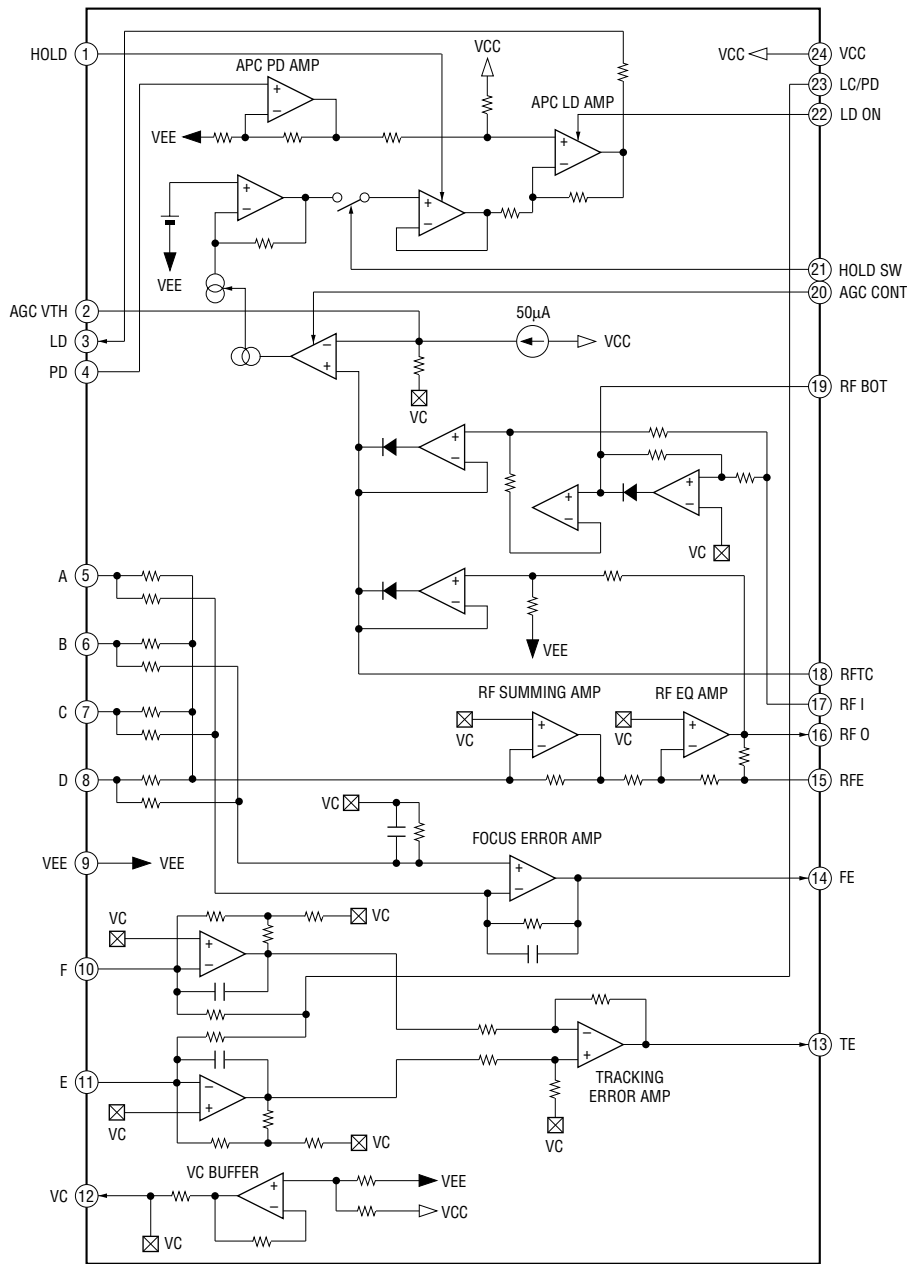 HOLD 1
VCC
VCC
24 VCC
APC PD AMP
23 LC/PD
APC LD AMP
22 LD ON
+
−
VEE
+
−
+
−
+
−
VEE
21 HOLD SW
20 AGC CONT
AGC VTH 2
50μA
LD 3
−
VCC
PD 4
+
VC
19 RF BOT
+
−
+
−
+
−
VC
A 5
+
−
B 6
VEE
18 RFTC
RF SUMMING AMP
RF EQ AMP
17 RF I
C 7
VC
+
−
VC
+
−
16 RF O
D 8
15 RFE
VC
FOCUS ERROR AMP
VEE 9
VEE
+
−
14 FE
VC
VC
+
−
F 10
−
+
13 TE
E 11
−
+
TRACKING
ERROR AMP
VC
VC
VC
VC BUFFER
VC 12
+
−
VEE
VCC
VC